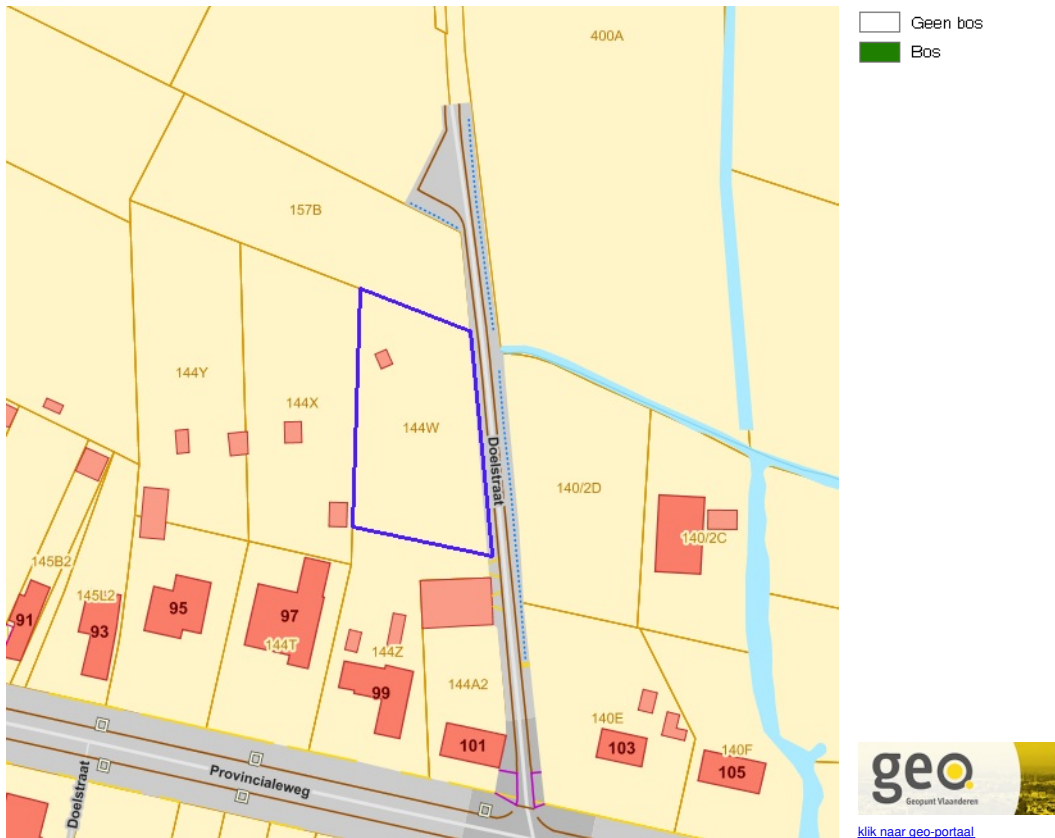 400A
Geen bos
Bos
157B
144Y
144X
144W
Doelstraat
140/2D
140/2C
145B2
145L2
91
93
95
97
144T
144Z
99
144A2
101
140E
103
140F
105
Provincialeweg
Doelstraat
geo
Geopunt Vlaanderen
klik naar geo-portaal